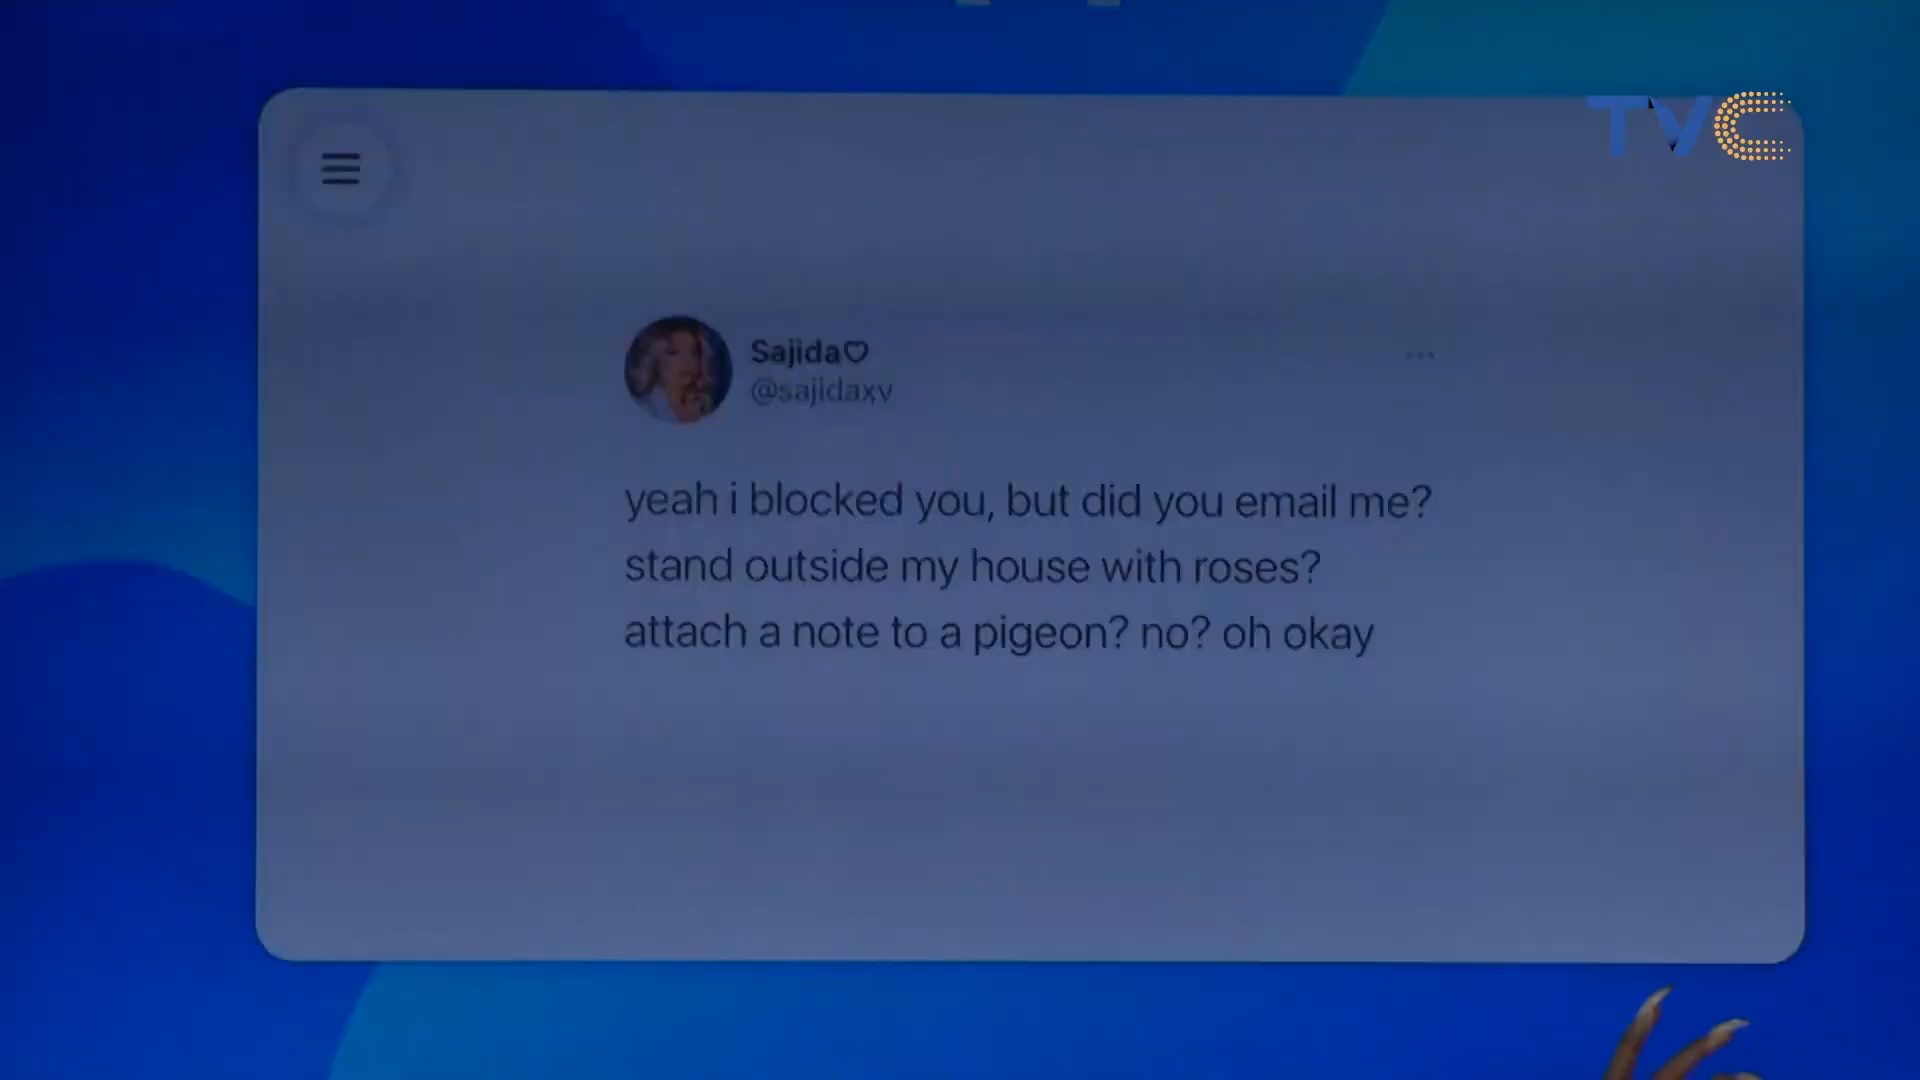 TVC
Sajida♡
@sajidaxv
yeah i blocked you, but did you email me?
stand outside my house with roses?
attach a note to a pigeon? no? oh okay